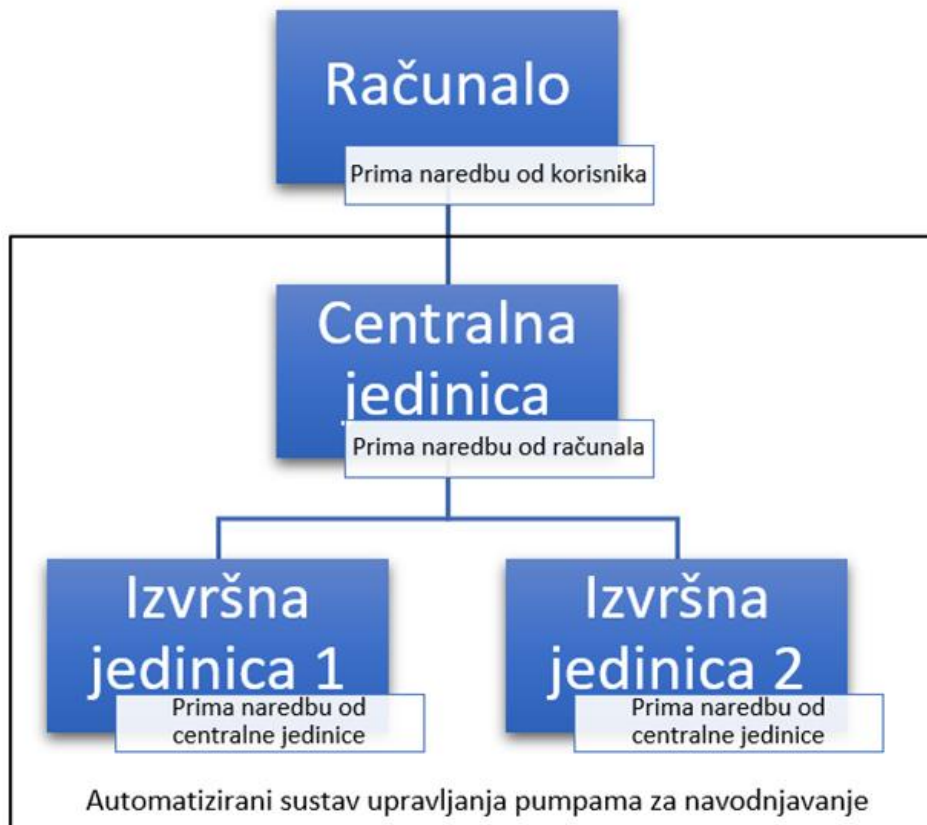 Računalo
Prima naredbu od korisnika
Centralna
jedinica
Prima naredbu od računala
Izvršna
jedinica 1
Prima naredbu od
centralne jedinice
Izvršna
jedinica 2
Prima naredbu od
centralne jedinice
Automatizirani sustav upravljanja pumpama za navodnjavanje